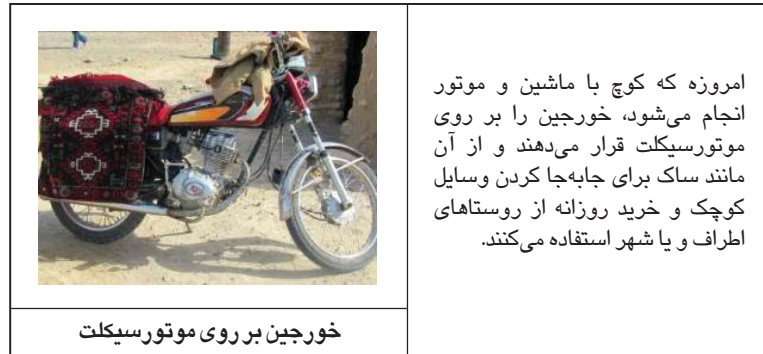 امروزه که کوچ با ماشین و موتور
انجام می‌شود، خورجین را بر روی
موتورسیکلت قرار می‌دهند و از آن
مانند ساک برای جابه‌جا کردن وسایل
کوچک و خرید روزانه از روستاهای
اطراف و یا شهر استفاده می‌کنند.
خورجین بر روی موتورسیکلت